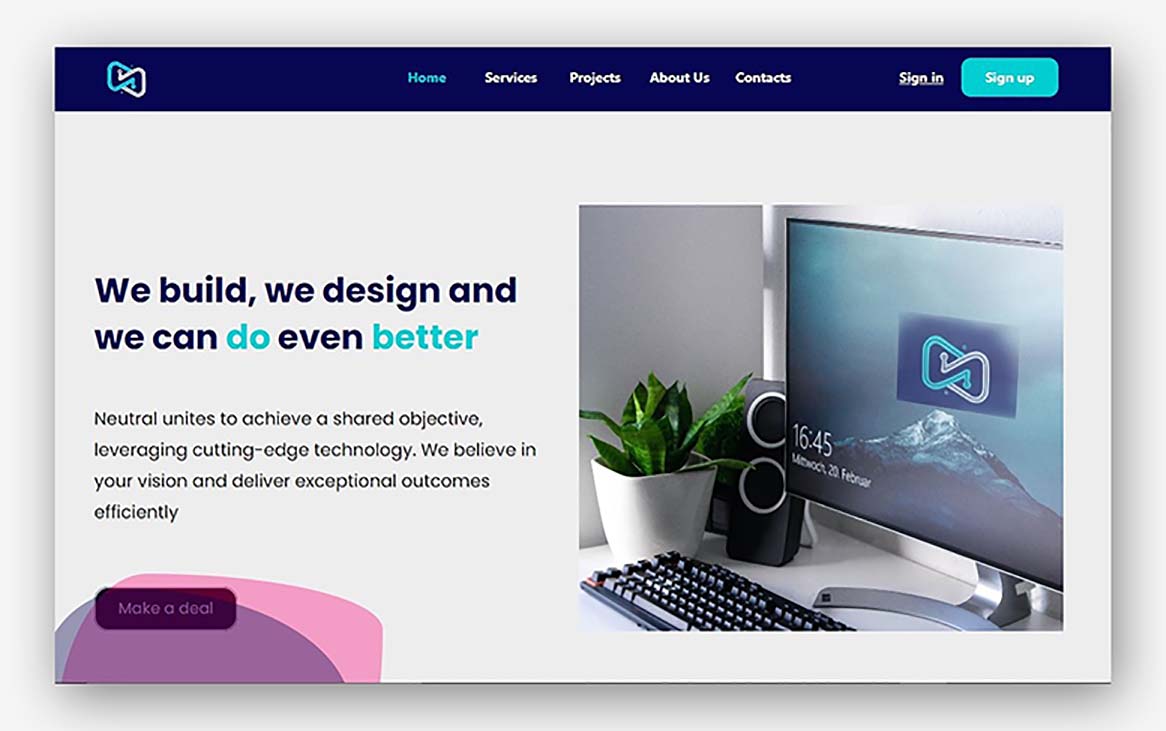 Home Services Projects About Us Contacts Sign in Sign up
We build, we design and
we can do even better
Neutral unites to achieve a shared objective,
leveraging cutting-edge technology. We believe in
your vision and deliver exceptional outcomes
efficiently
Make a deal
16:45
Mittwoch, 20. Februar